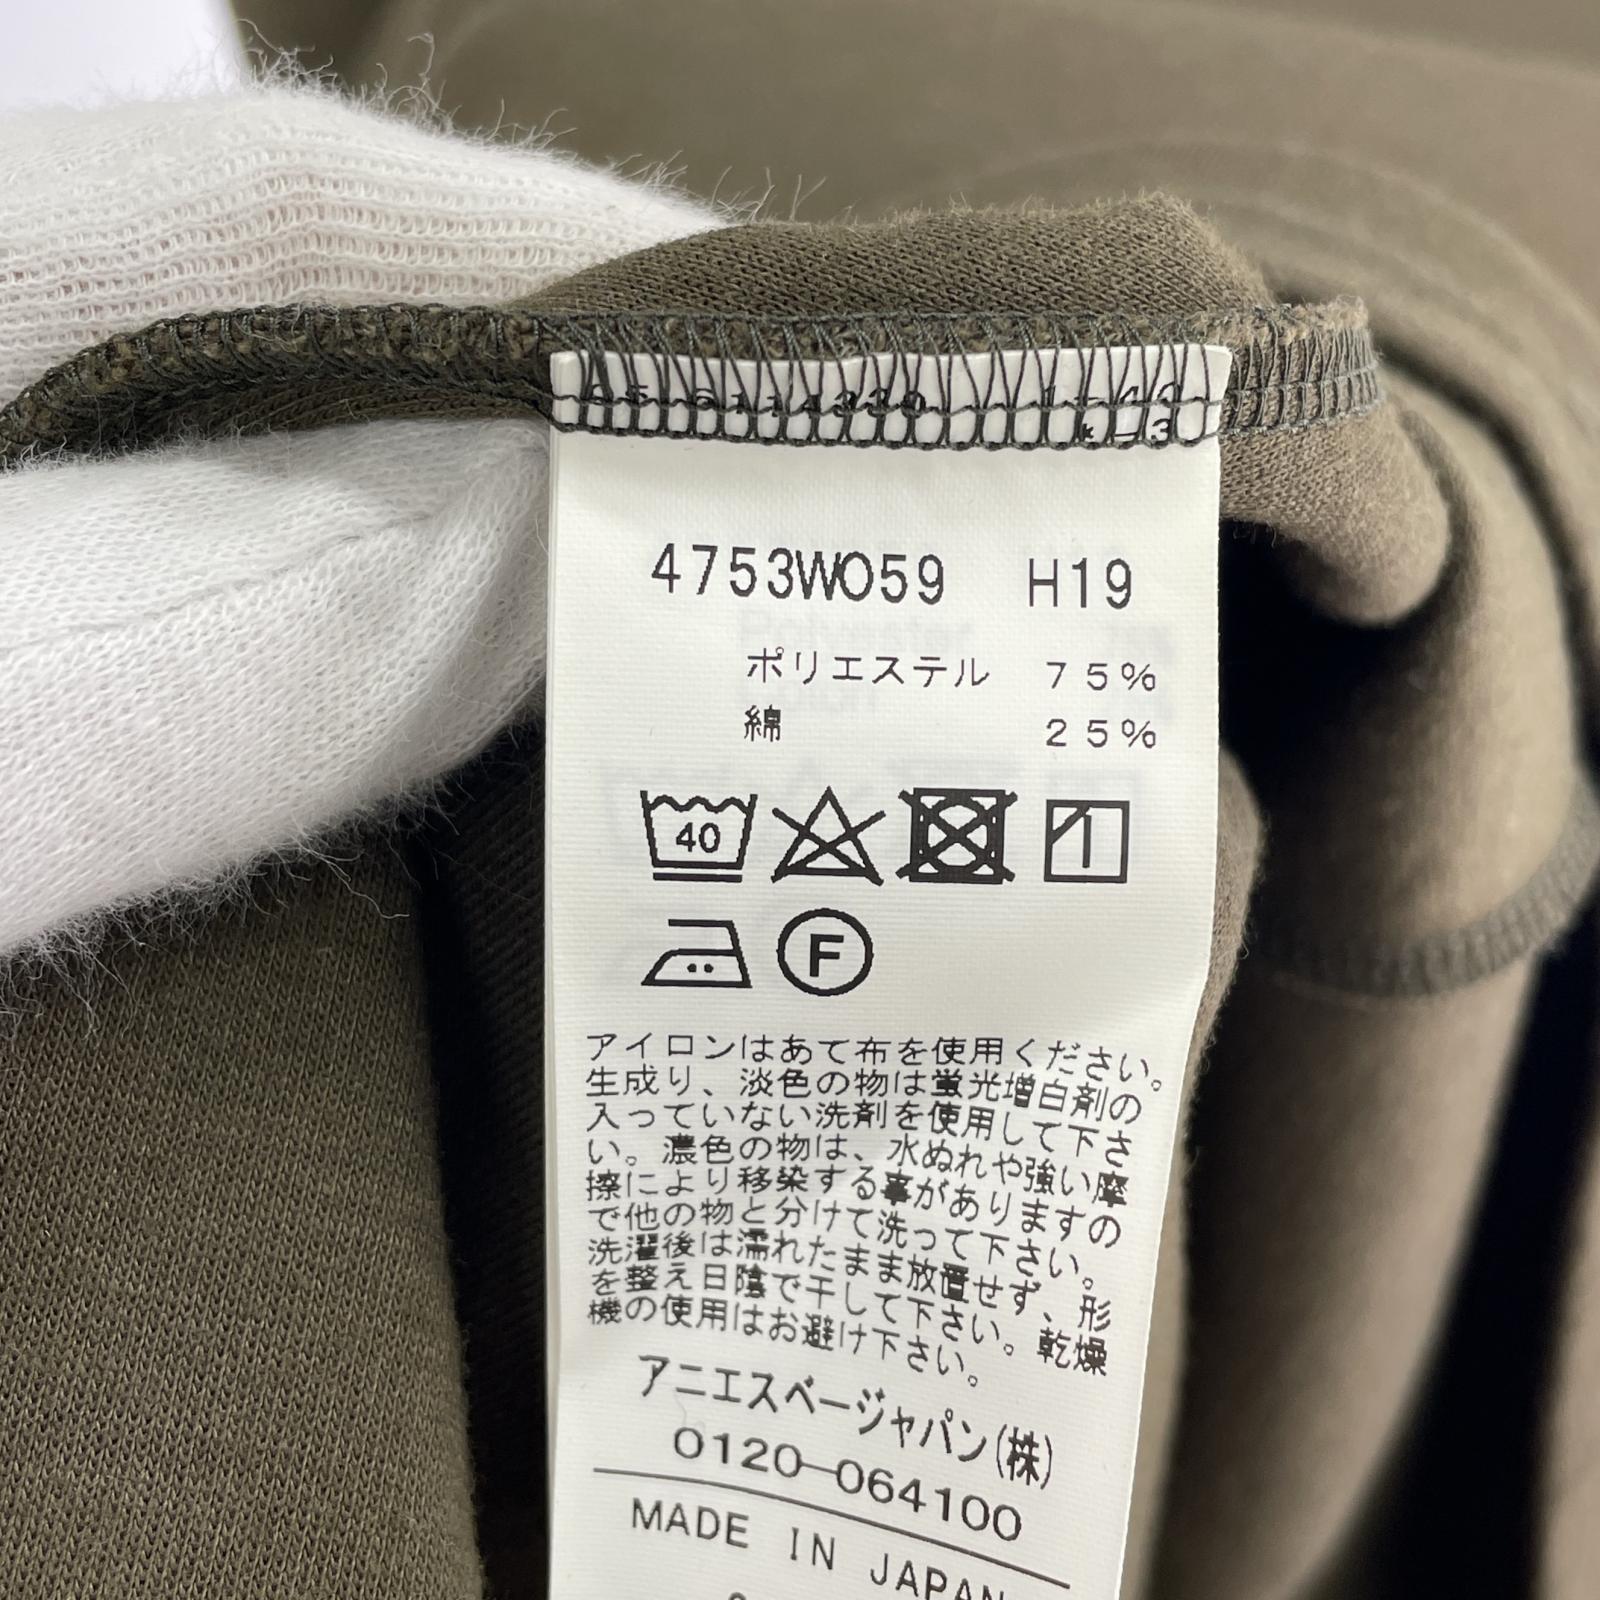 4753WO59 H19
ポリエステル 75%
綿 25%
40
F
アイロンはあて布を使用ください。
生成り、淡色の物は蛍光増白剤の
入っていない洗剤を使用して下さ
い。濃色の物は、水ぬれや強い摩
擦により移染する事がありますの
で他の物と分けて洗って下さい。
洗濯後は濡れたまま放置せず、形
を整え日陰で干して下さい。乾燥
機の使用はお避け下さい。
アニエスベージャパン(株)
0120-064100
MADE IN JAPAN